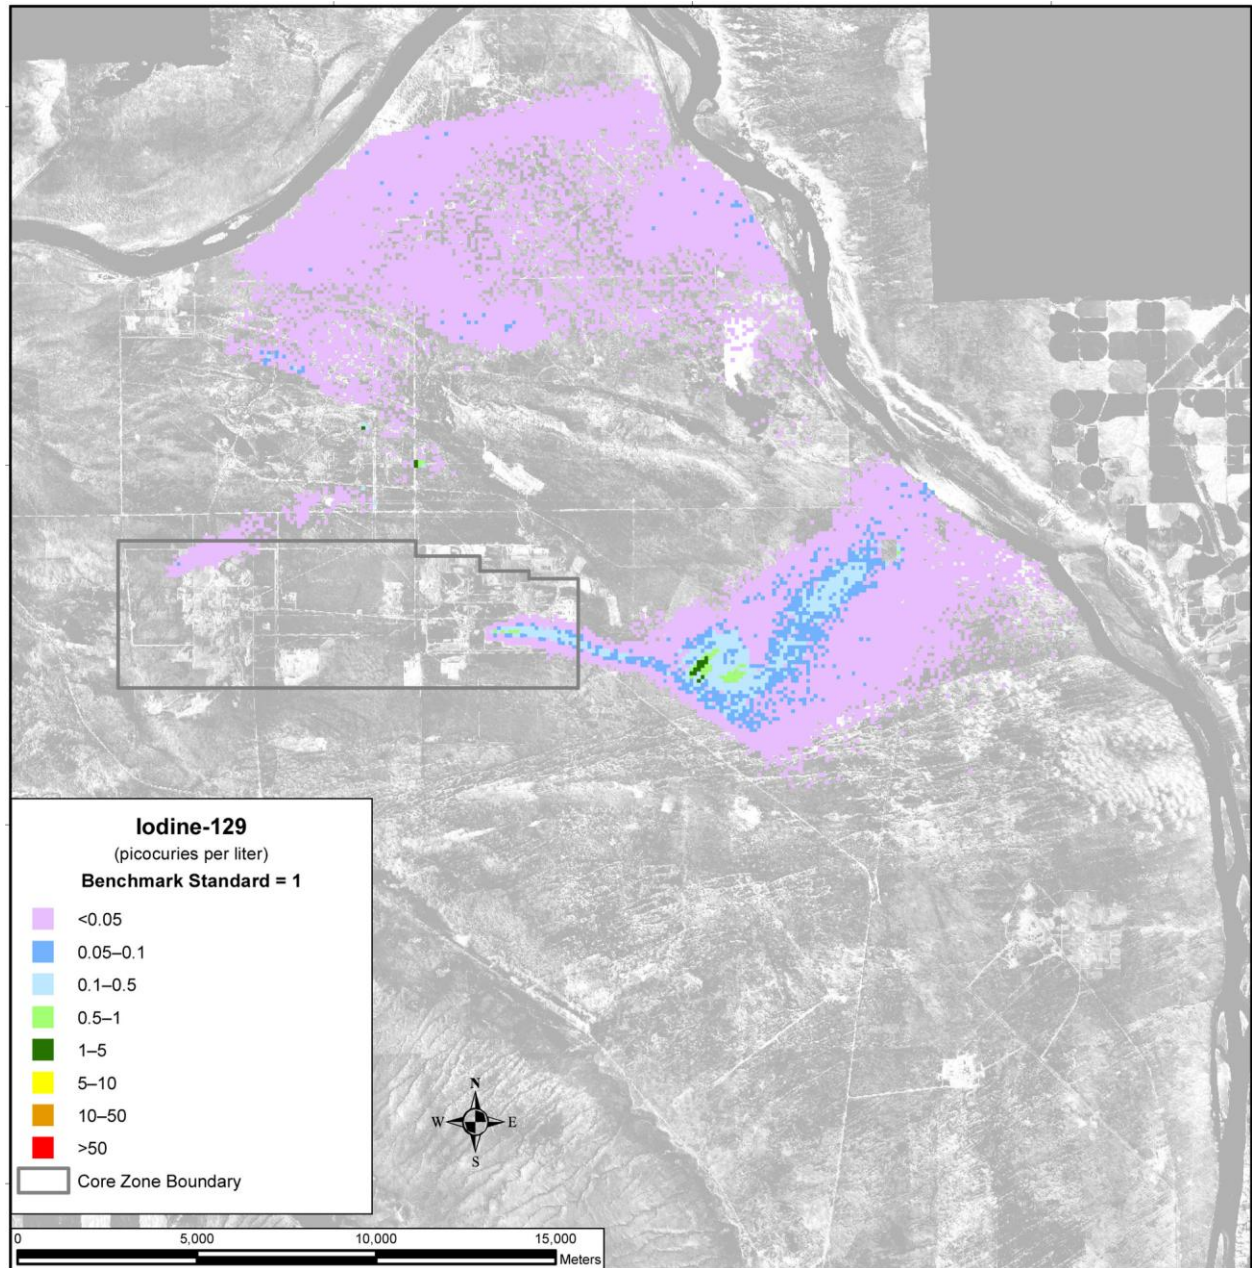 Iodine-129
(picocuries per liter)
Benchmark Standard = 1
<0.05
0.05–0.1
0.1–0.5
0.5–1
1–5
5–10
10–50
>50
Core Zone Boundary
N
W E
S
0 5,000 10,000 15,000
Meters